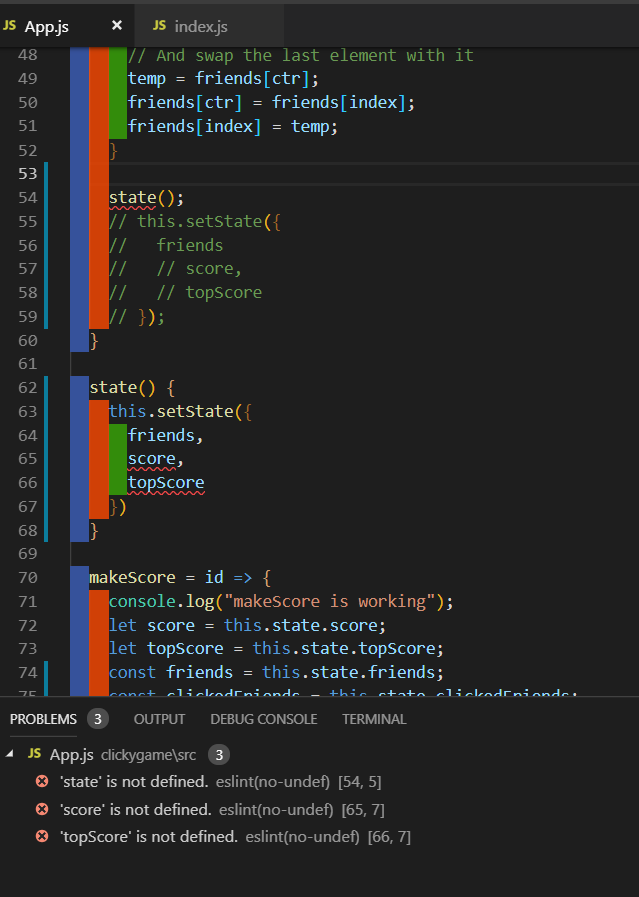 JS App.js × JS index.js
48 // And swap the last element with it
49 temp = friends[ctr];
50 friends[ctr] = friends[index];
51 friends[index] = temp;
52 }
53
54 state();
55 // this.setState({
56 //   friends
57 //   // score,
58 //   // topScore
59 // });
60 }
61
62 state() {
63 this.setState({
64 friends,
65 score,
66 topScore
67 })
68 }
69
70 makeScore = id => {
71 console.log("makeScore is working");
72 let score = this.state.score;
73 let topScore = this.state.topScore;
74 const friends = this.state.friends;
75 const clickedFriends = this.state.clickedFriends;
PROBLEMS 3 OUTPUT DEBUG CONSOLE TERMINAL
JS App.js clickygame\src 3
'state' is not defined. eslint(no-undef) [54, 5]
'score' is not defined. eslint(no-undef) [65, 7]
'topScore' is not defined. eslint(no-undef) [66, 7]